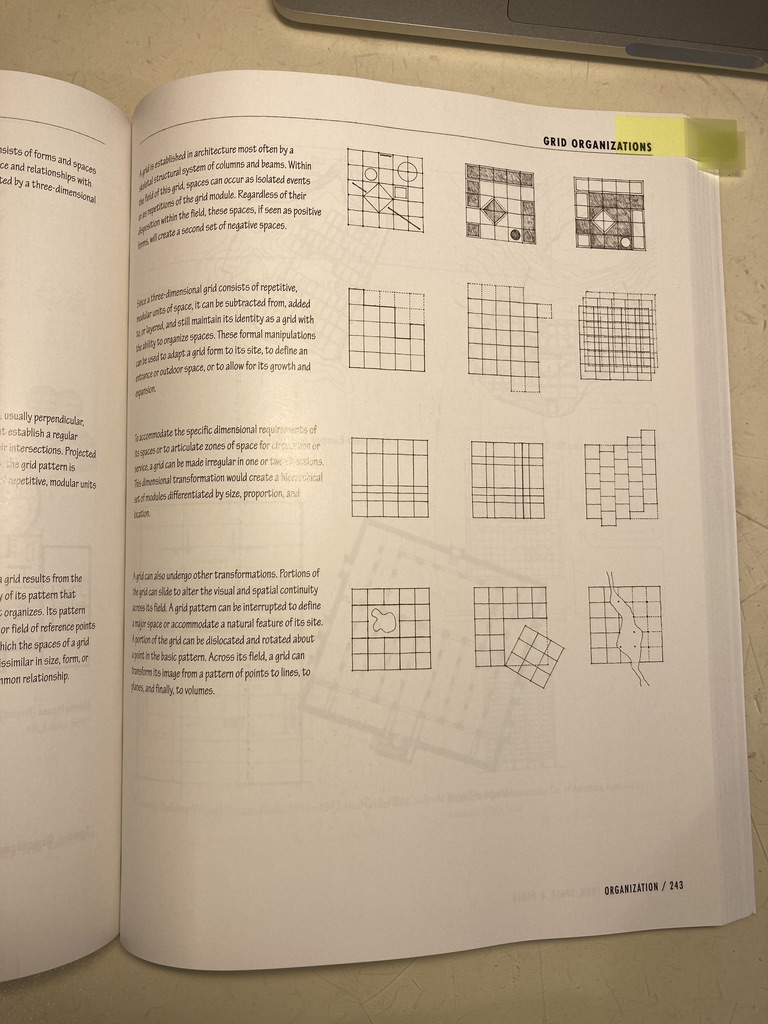 nsists of forms and spaces
ce and relationships with
ted by a three-dimensional
, usually perpendicular,
t establish a regular
ir intersections. Projected
the grid pattern is
repetitive, modular units
a grid results from the
y of its pattern that
t organizes. Its pattern
or field of reference points
hich the spaces of a grid
issimilar in size, form, or
mmon relationship.
GRID ORGANIZATIONS
A grid is established in architecture most often by a
skeletal structural system of columns and beams. Within
the field of this grid, spaces can occur as isolated events
or as repetitions of the grid module. Regardless of their
disposition within the field, these spaces, if seen as positive
forms, will create a second set of negative spaces.
Since a three-dimensional grid consists of repetitive,
modular units of space, it can be subtracted from, added
to, or layered, and still maintain its identity as a grid with
the ability to organize spaces. These formal manipulations
can be used to adapt a grid form to its site, to define an
entrance or outdoor space, or to allow for its growth and
expansion.
To accommodate the specific dimensional requirements of
its spaces or to articulate zones of space for circulation or
service, a grid can be made irregular in one or two directions.
This dimensional transformation would create a hierarchical
set of modules differentiated by size, proportion, and
location.
A grid can also undergo other transformations. Portions of
the grid can slide to alter the visual and spatial continuity
across its field. A grid pattern can be interrupted to define
a major space or accommodate a natural feature of its site.
A portion of the grid can be dislocated and rotated about
a point in the basic pattern. Across its field, a grid can
transform its image from a pattern of points to lines, to
planes, and finally, to volumes.
ORGANIZATION / 243